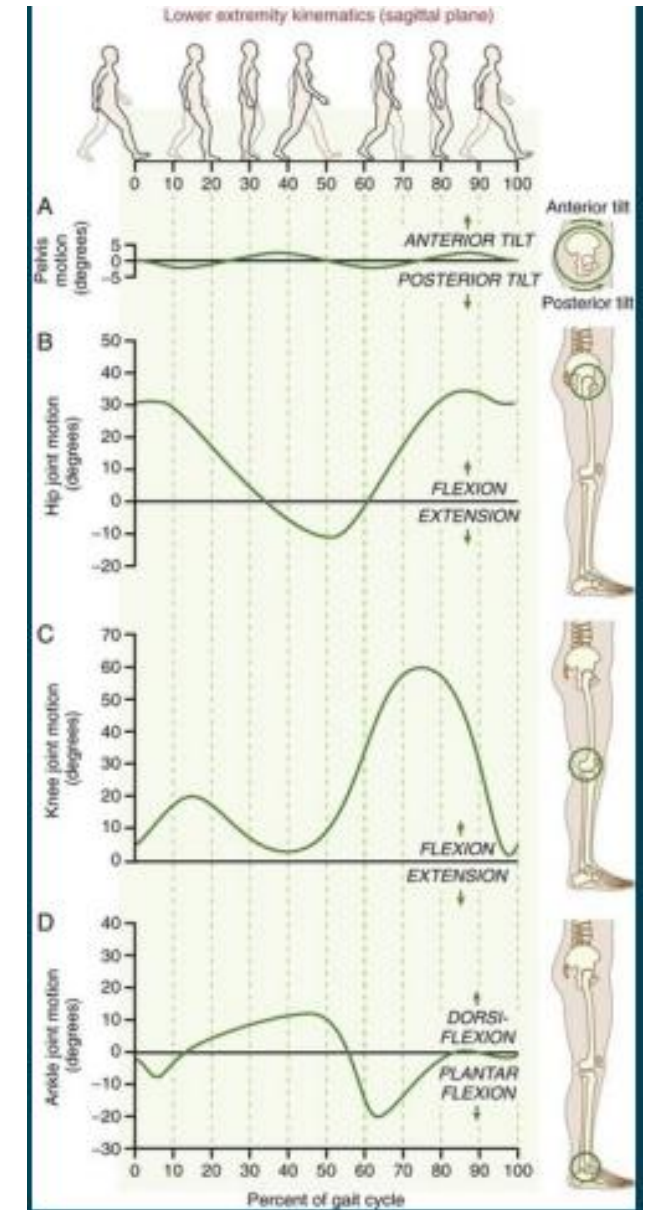 Lower extremity kinematics (sagittal plane)
0 10 20 30 40 50 60 70 80 90 100
A
Pelvis
motion
(degrees)
5
0
–5
ANTERIOR TILT
POSTERIOR TILT
Anterior tilt
Posterior tilt
B
Hip joint motion
(degrees)
50
40
30
20
10
0
–10
–20
FLEXION
EXTENSION
C
Knee joint motion
(degrees)
70
60
50
40
30
20
10
0
FLEXION
EXTENSION
D
Ankle joint motion
(degrees)
40
30
20
10
0
–10
–20
–30
DORSI-
FLEXION
PLANTAR
FLEXION
0 10 20 30 40 50 60 70 80 90 100
Percent of gait cycle